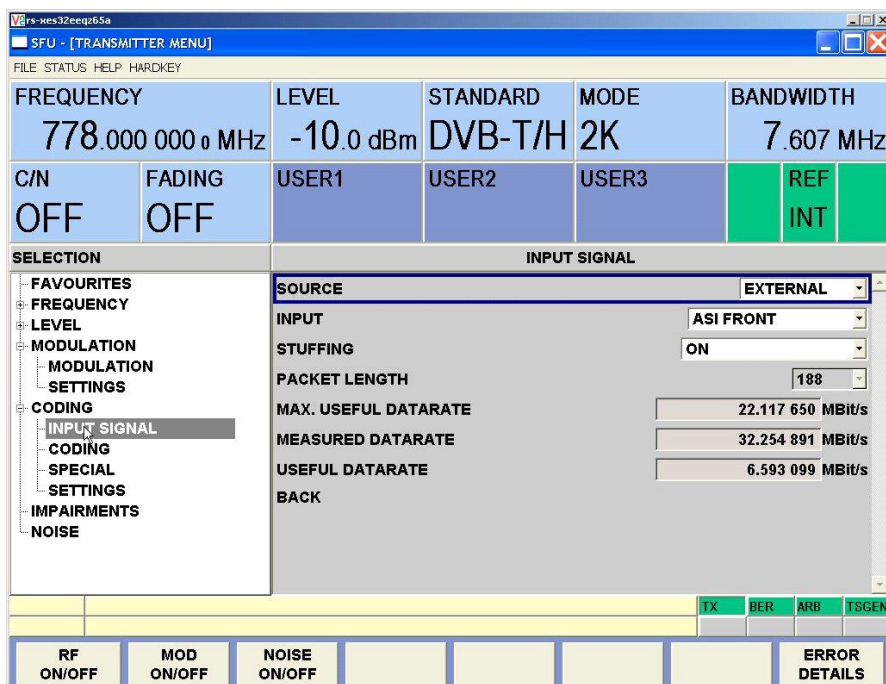 rs-xes32eeqz65a
SFU - [TRANSMITTER MENU]
FILE STATUS HELP HARDKEY
FREQUENCY LEVEL STANDARD MODE BANDWIDTH
778.000 000 0 MHz -10.0 dBm DVB-T/H 2K 7.607 MHz
C/N FADING USER1 USER2 USER3 REF
OFF OFF INT
SELECTION INPUT SIGNAL
FAVOURITES
FREQUENCY
LEVEL
MODULATION
MODULATION
SETTINGS
CODING
INPUT SIGNAL
CODING
SPECIAL
SETTINGS
IMPAIRMENTS
NOISE
SOURCE EXTERNAL
INPUT ASI FRONT
STUFFING ON
PACKET LENGTH 188
MAX. USEFUL DATARATE 22.117 650 MBit/s
MEASURED DATARATE 32.254 891 MBit/s
USEFUL DATARATE 6.593 099 MBit/s
BACK
TX BER ARB TSGEN
RF ON/OFF MOD ON/OFF NOISE ON/OFF ERROR DETAILS